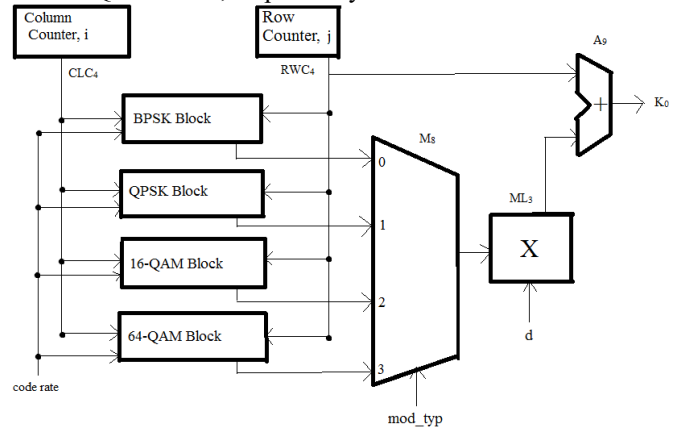 Column
Counter, i
Row
Counter, j
A9
CLC4
RWC4
K0
+
BPSK Block
M8
0
QPSK Block
ML3
1
X
16-QAM Block
2
64-QAM Block
d
3
code rate
mod_typ